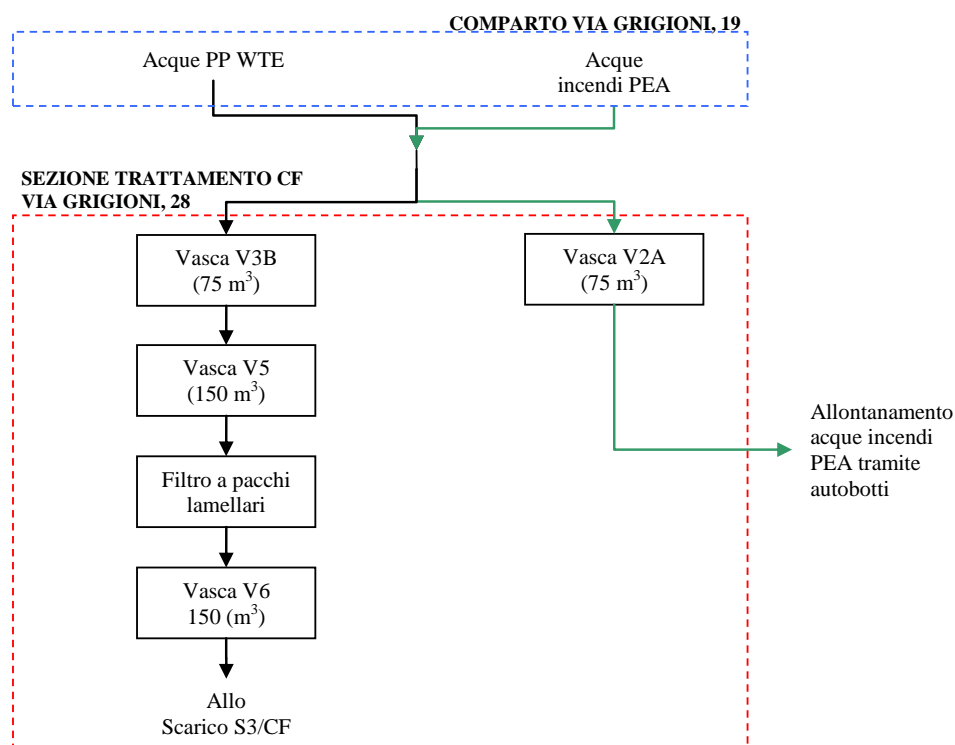 COMPARTO VIA GRIGIONI, 19
Acque PP WTE
Acque
incendi PEA
SEZIONE TRATTAMENTO CF
VIA GRIGIONI, 28
Vasca V3B
(75 m³)
Vasca V2A
(75 m³)
Vasca V5
(150 m³)
Allontanamento
acque incendi
PEA tramite
autobotti
Filtro a pacchi
lamellari
Vasca V6
150 (m³)
Allo
Scarico S3/CF